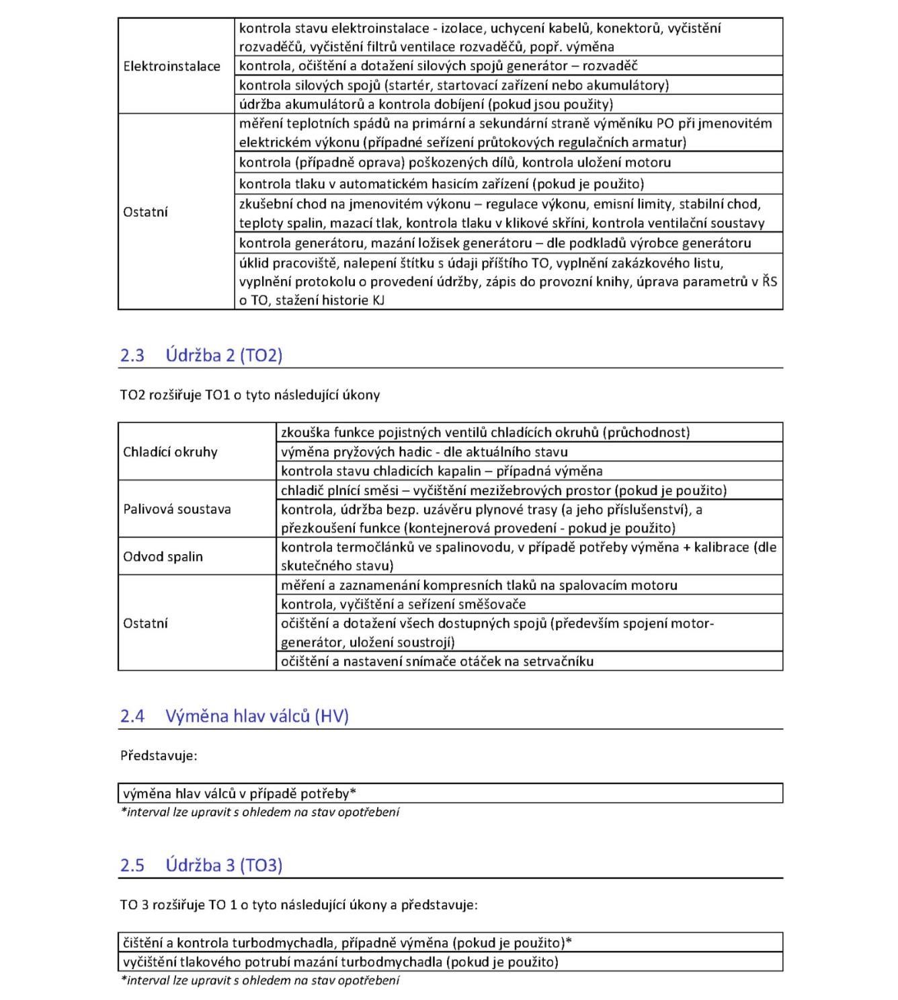 Elektroinstalace
kontrola stavu elektroinstalace - izolace, uchycení kabelů, konektorů, vyčistění
rozvaděčů, vyčistění filtrů ventilace rozvaděčů, popř. výměna
kontrola, očištění a dotažení silových spojů generátor – rozvaděč
kontrola silových spojů (startér, startovací zařízení nebo akumulátory)
údržba akumulátorů a kontrola dobíjení (pokud jsou použity)
Ostatní
měření teplotních spádů na primární a sekundární straně výměníku PO při jmenovitém
elektrickém výkonu (případné seřízení průtokových regulačních armatur)
kontrola (případně oprava) poškozených dílů, kontrola uložení motoru
kontrola tlaku v automatickém hasicím zařízení (pokud je použito)
zkušební chod na jmenovitém výkonu – regulace výkonu, emisní limity, stabilní chod,
teploty spalin, mazací tlak, kontrola tlaku v klikové skříni, kontrola ventilační soustavy
kontrola generátoru, mazání ložisek generátoru – dle podkladů výrobce generátoru
úklid pracoviště, nalepení štítku s údaji příštího TO, vyplnění zakázkového listu,
vyplnění protokolu o provedení údržby, zápis do provozní knihy, úprava parametrů v ŘS
o TO, stažení historie KJ
2.3 Údržba 2 (TO2)
TO2 rozšiřuje TO1 o tyto následující úkony
Chladící okruhy
zkouška funkce pojistných ventilů chladících okruhů (průchodnost)
výměna pryžových hadic - dle aktuálního stavu
kontrola stavu chladicích kapalin – případná výměna
Palivová soustava
chladič plnící směsi – vyčištění mezižebrových prostor (pokud je použito)
kontrola, údržba bezp. uzávěru plynové trasy (a jeho příslušenství), a
přezkoušení funkce (kontejnerová provedení - pokud je použito)
Odvod spalin
kontrola termočlánků ve spalinovodu, v případě potřeby výměna + kalibrace (dle
skutečného stavu)
Ostatní
měření a zaznamenání kompresních tlaků na spalovacím motoru
kontrola, vyčištění a seřízení směšovače
očištění a dotažení všech dostupných spojů (především spojení motor-
generátor, uložení soustrojí)
očištění a nastavení snímače otáček na setrvačníku
2.4 Výměna hlav válců (HV)
Představuje:
výměna hlav válců v případě potřeby*
*interval lze upravit s ohledem na stav opotřebení
2.5 Údržba 3 (TO3)
TO 3 rozšiřuje TO 1 o tyto následující úkony a představuje:
čištění a kontrola turbodmychadla, případně výměna (pokud je použito)*
vyčištění tlakového potrubí mazání turbodmychadla (pokud je použito)
*interval lze upravit s ohledem na stav opotřebení